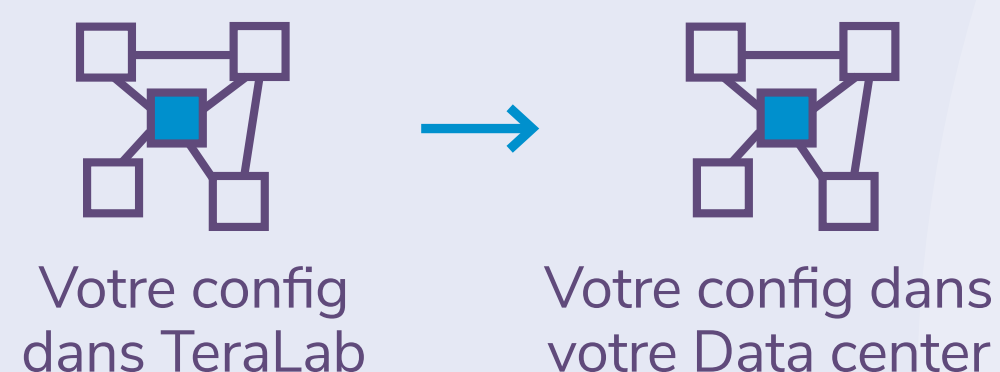 Votre config
dans TeraLab
Votre config dans
votre Data center